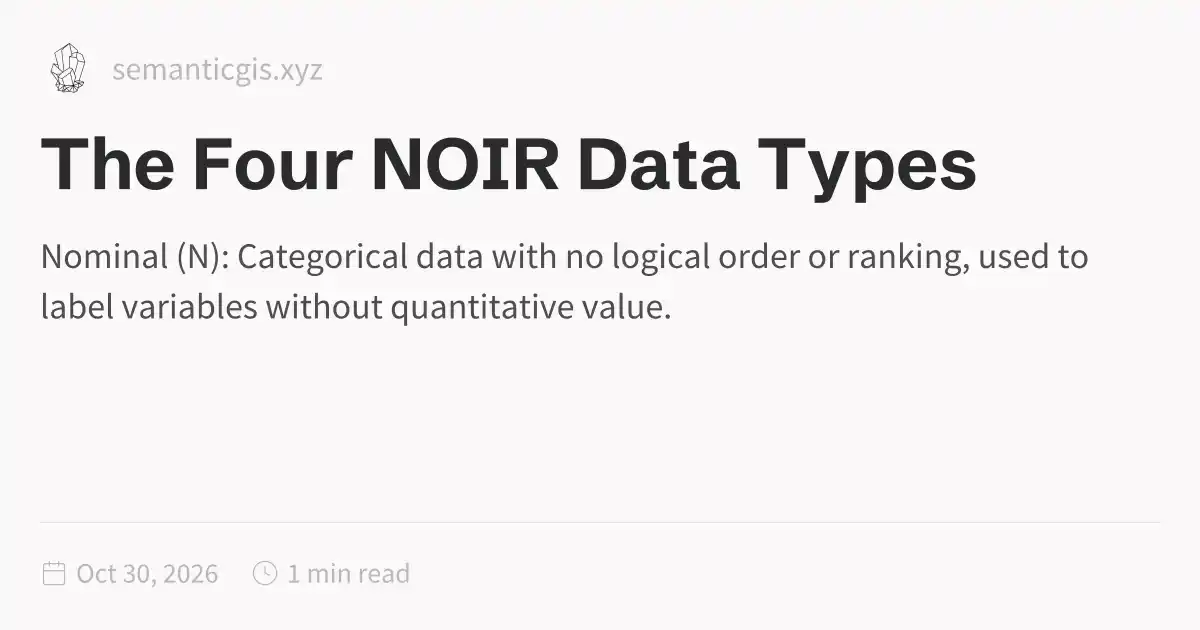 semanticgis.xyz
The Four NOIR Data Types
Nominal (N): Categorical data with no logical order or ranking, used to
label variables without quantitative value.
Oct 30, 2026 1 min read